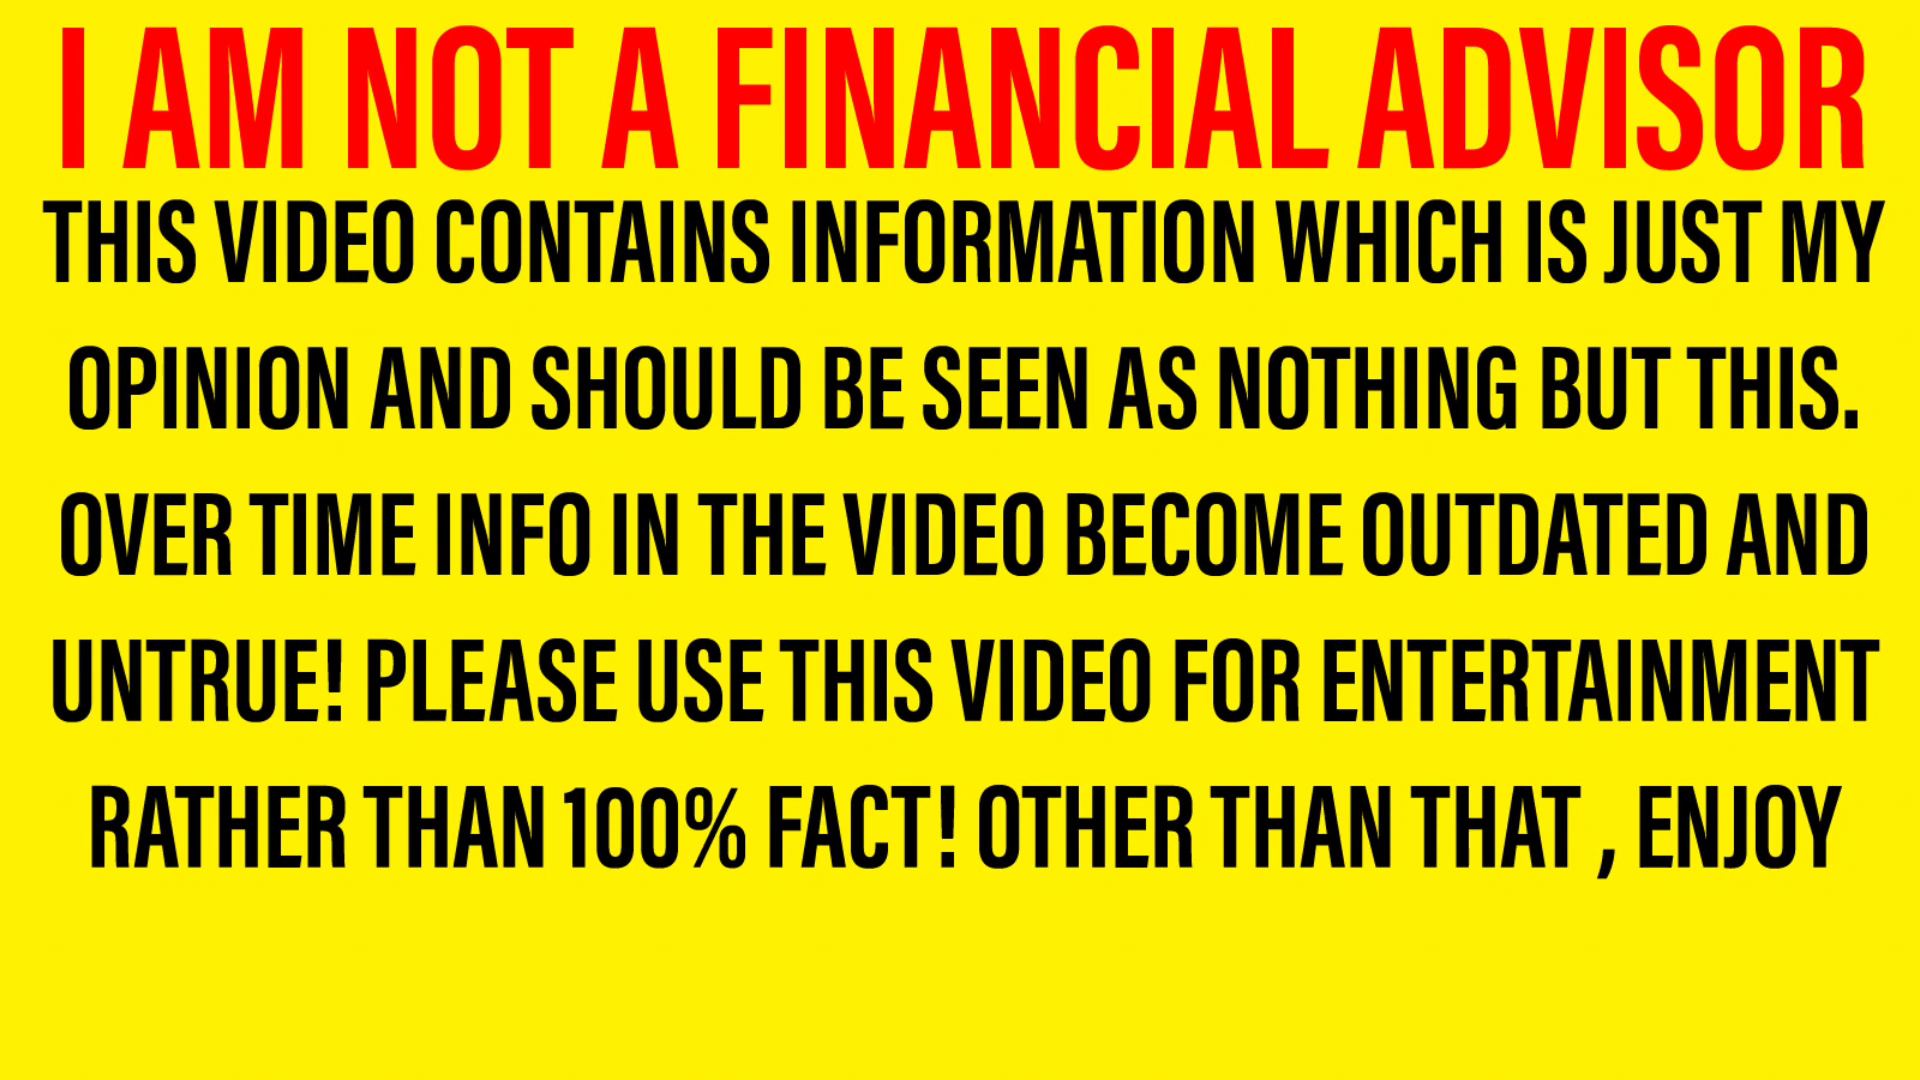 I AM NOT A FINANCIAL ADVISOR
THIS VIDEO CONTAINS INFORMATION WHICH IS JUST MY
OPINION AND SHOULD BE SEEN AS NOTHING BUT THIS.
OVER TIME INFO IN THE VIDEO BECOME OUTDATED AND
UNTRUE! PLEASE USE THIS VIDEO FOR ENTERTAINMENT
RATHER THAN 100% FACT! OTHER THAN THAT , ENJOY